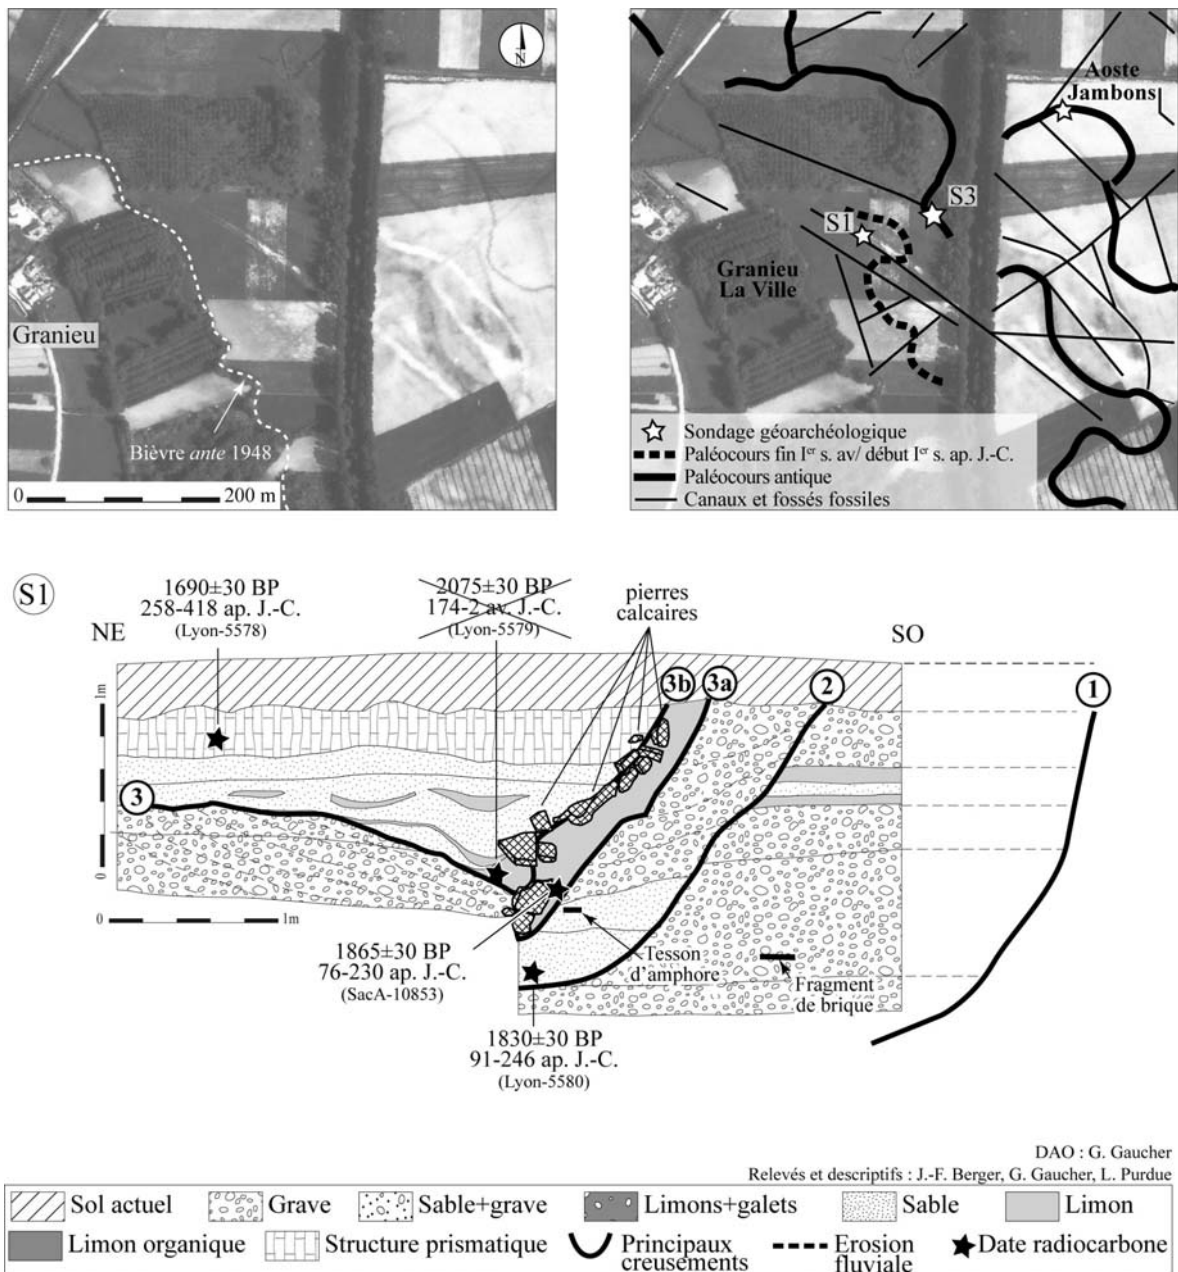 N
Granieu
Bièvre ante 1948
0 200 m
Aoste
Jambons
S3
S1
Granieu
La Ville
Sondage géoarchéologique
Paléocours fin Ier s. av/ début Ier s. ap. J.-C.
Paléocours antique
Canaux et fossés fossiles
S1
1690±30 BP
258-418 ap. J.-C.
(Lyon-5578)
2075±30 BP
174-2 av. J.-C.
(Lyon-5579)
pierres
calcaires
NE
SO
1m
0
3b
3a
2
1
3
0 1m
1865±30 BP
76-230 ap. J.-C.
(SacA-10853)
Tesson
d'amphore
Fragment
de brique
1830±30 BP
91-246 ap. J.-C.
(Lyon-5580)
DAO : G. Gaucher
Relevés et descriptifs : J.-F. Berger, G. Gaucher, L. Purdue
Sol actuel Grave Sable+grave Limons+galets Sable Limon
Limon organique Structure prismatique Principaux creusements Erosion fluviale Date radiocarbone